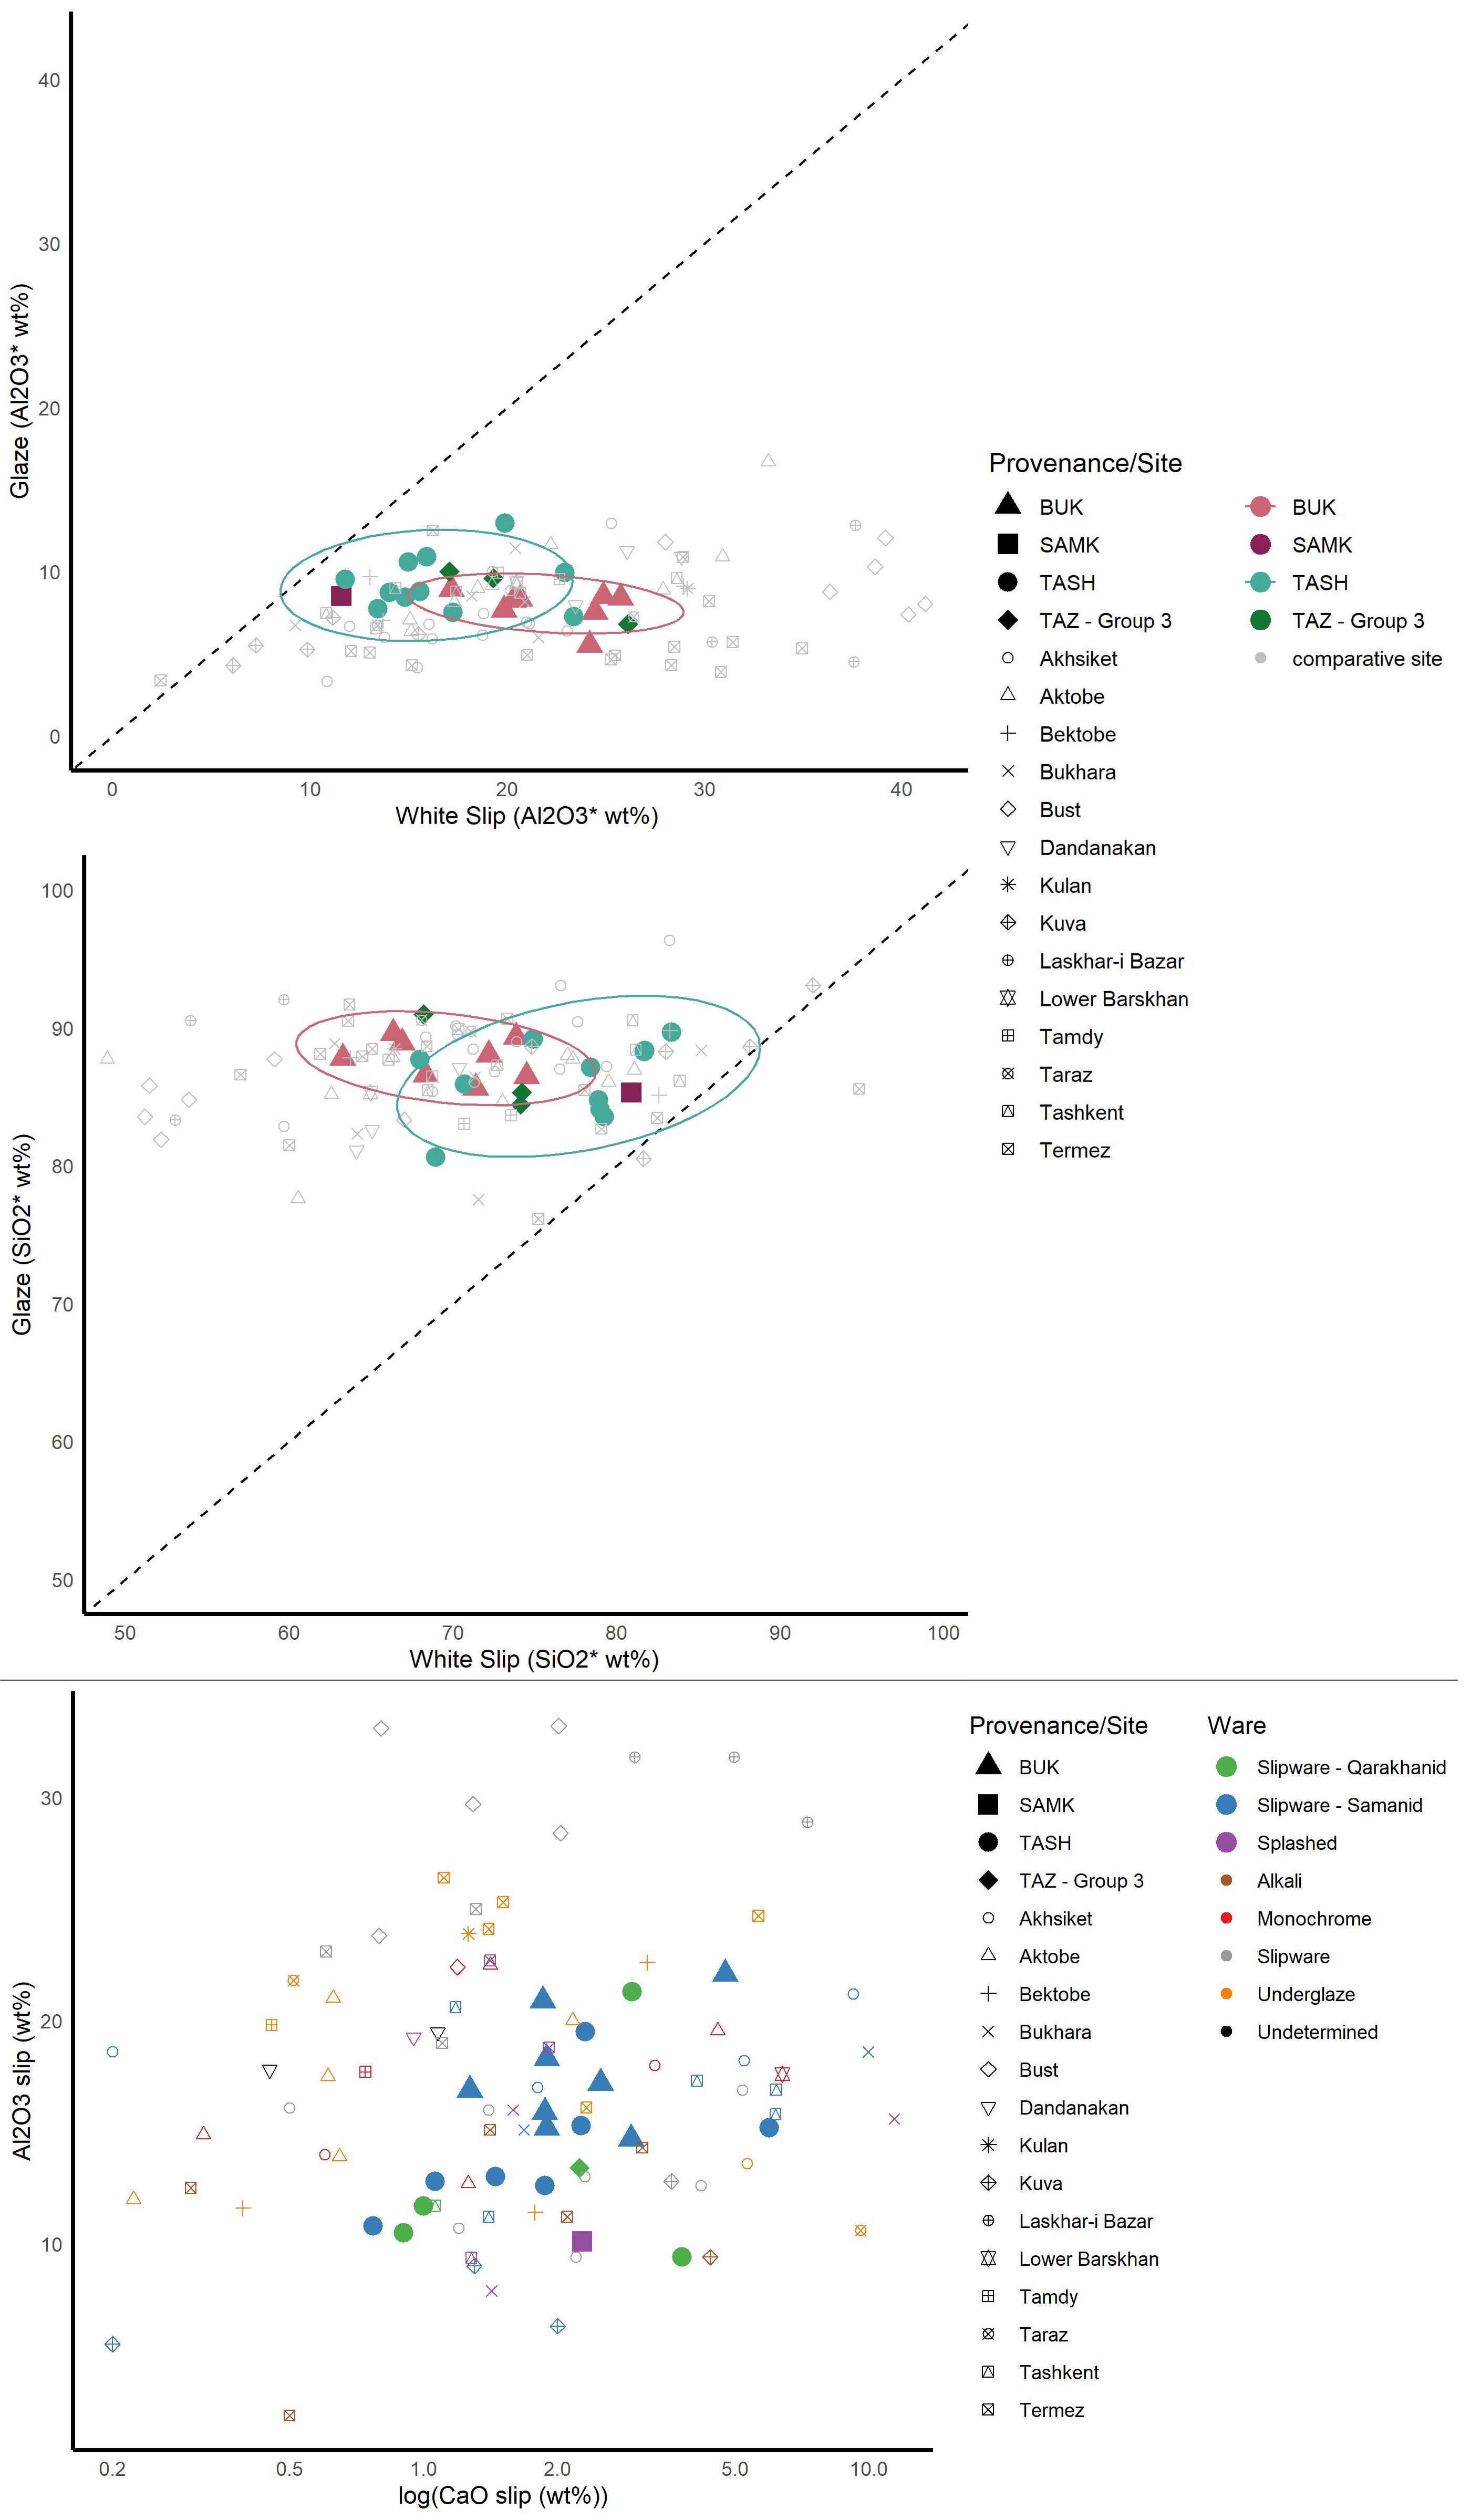 40
30
20
10
0
Glaze (Al2O3* wt%)
0 10 20 30 40
White Slip (Al2O3* wt%)
Provenance/Site
BUK BUK
SAMK SAMK
TASH TASH
TAZ - Group 3 TAZ - Group 3
Akhsiket comparative site
Aktobe
Bektobe
Bukhara
Bust
Dandanakan
Kulan
Kuva
Laskhar-i Bazar
Lower Barskhan
Tamdy
Taraz
Tashkent
Termez
100
90
80
70
60
50
Glaze (SiO2* wt%)
50 60 70 80 90 100
White Slip (SiO2* wt%)
30
20
10
Al2O3 slip (wt%)
0.2 0.5 1.0 2.0 5.0 10.0
log(CaO slip (wt%))
Provenance/Site Ware
BUK Slipware - Qarakhanid
SAMK Slipware - Samanid
TASH Splashed
TAZ - Group 3 Alkali
Akhsiket Monochrome
Aktobe Slipware
Bektobe Underglaze
Bukhara Undetermined
Bust
Dandanakan
Kulan
Kuva
Laskhar-i Bazar
Lower Barskhan
Tamdy
Taraz
Tashkent
Termez